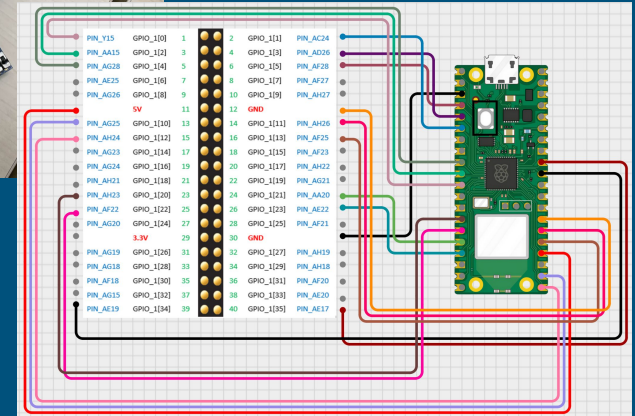 PIN_Y15 GPIO_1[0] 1 2 GPIO_1[1] PIN_AC24
PIN_AA15 GPIO_1[2] 3 4 GPIO_1[3] PIN_AD26
PIN_AG28 GPIO_1[4] 5 6 GPIO_1[5] PIN_AF28
PIN_AE25 GPIO_1[6] 7 8 GPIO_1[7] PIN_AF27
PIN_AG26 GPIO_1[8] 9 10 GPIO_1[9] PIN_AH27
5V 11 12 GND
PIN_AG25 GPIO_1[10] 13 14 GPIO_1[11] PIN_AH26
PIN_AH24 GPIO_1[12] 15 16 GPIO_1[13] PIN_AF25
PIN_AG23 GPIO_1[14] 17 18 GPIO_1[15] PIN_AF23
PIN_AG24 GPIO_1[16] 19 20 GPIO_1[17] PIN_AH22
PIN_AH21 GPIO_1[18] 21 22 GPIO_1[19] PIN_AG21
PIN_AH23 GPIO_1[20] 23 24 GPIO_1[21] PIN_AA20
PIN_AF22 GPIO_1[22] 25 26 GPIO_1[23] PIN_AE22
PIN_AG20 GPIO_1[24] 27 28 GPIO_1[25] PIN_AF21
3.3V 29 30 GND
PIN_AG19 GPIO_1[26] 31 32 GPIO_1[27] PIN_AH19
PIN_AG18 GPIO_1[28] 33 34 GPIO_1[29] PIN_AH18
PIN_AF18 GPIO_1[30] 35 36 GPIO_1[31] PIN_AF20
PIN_AG15 GPIO_1[32] 37 38 GPIO_1[33] PIN_AE20
PIN_AE19 GPIO_1[34] 39 40 GPIO_1[35] PIN_AE17